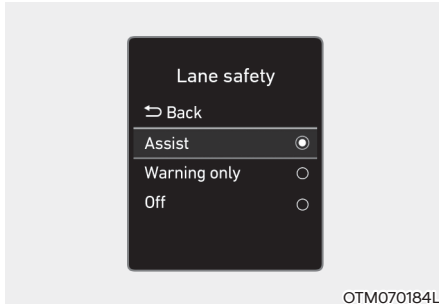 Lane safety
Back
Assist
Warning only
Off
OTM070184L